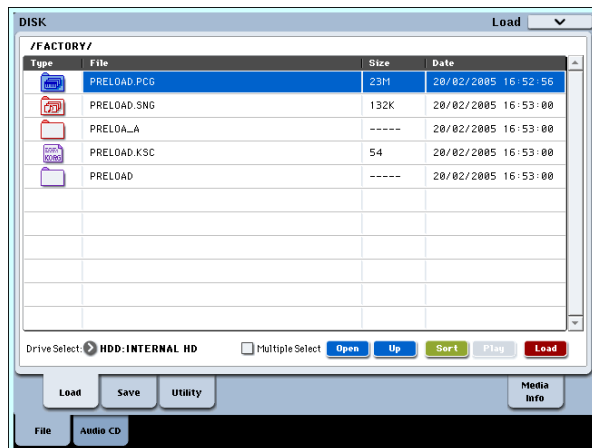 DISK Load
/FACTORY/
Type File Size Date
PRELOAD.PCG 23M 20/02/2005 16:52:56
PRELOAD.SNG 132K 20/02/2005 16:53:00
PRELOA_A ----- 20/02/2005 16:53:00
KORG PRELOAD.KSC 54 20/02/2005 16:53:00
PRELOAD ----- 20/02/2005 16:53:00
Drive Select: HDD:INTERNAL HD Multiple Select Open Up Sort Play Load
Load Save Utility Media Info
File Audio CD